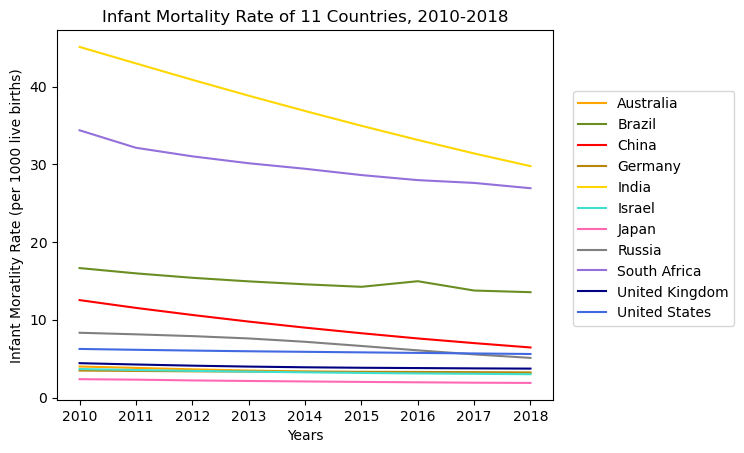 Infant Mortality Rate of 11 Countries, 2010-2018
Infant Moratlity Rate (per 1000 live births)
40
30
20
10
0
2010 2011 2012 2013 2014 2015 2016 2017 2018
Years
Australia
Brazil
China
Germany
India
Israel
Japan
Russia
South Africa
United Kingdom
United States